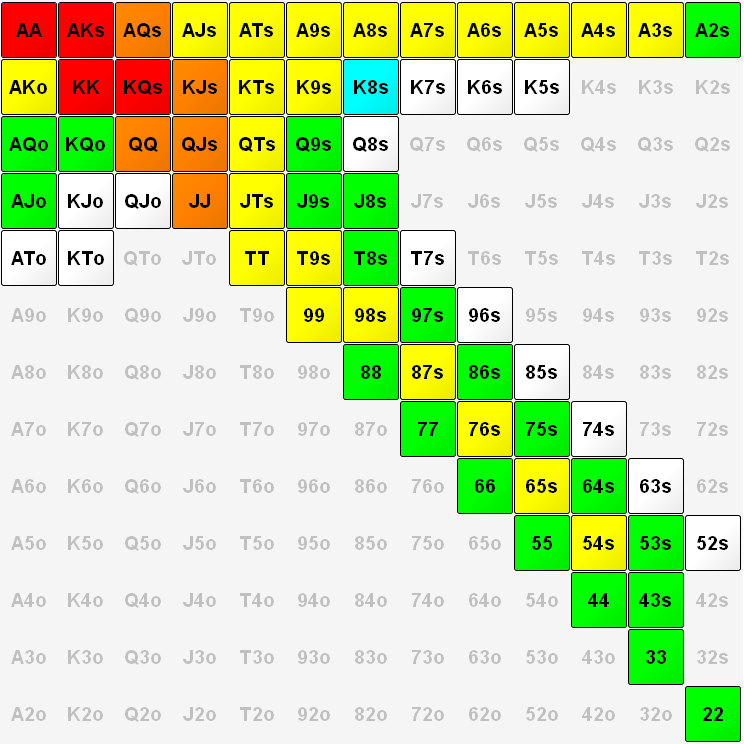 AA AKs AQs AJs ATs A9s A8s A7s A6s A5s A4s A3s A2s
AKo KK KQs KJs KTs K9s K8s K7s K6s K5s K4s K3s K2s
AQo KQo QQ QJs QTs Q9s Q8s Q7s Q6s Q5s Q4s Q3s Q2s
AJo KJo QJo JJ JTs J9s J8s J7s J6s J5s J4s J3s J2s
ATo KTo QTo JTo TT T9s T8s T7s T6s T5s T4s T3s T2s
A9o K9o Q9o J9o T9o 99 98s 97s 96s 95s 94s 93s 92s
A8o K8o Q8o J8o T8o 98o 88 87s 86s 85s 84s 83s 82s
A7o K7o Q7o J7o T7o 97o 87o 77 76s 75s 74s 73s 72s
A6o K6o Q6o J6o T6o 96o 86o 76o 66 65s 64s 63s 62s
A5o K5o Q5o J5o T5o 95o 85o 75o 65o 55 54s 53s 52s
A4o K4o Q4o J4o T4o 94o 84o 74o 64o 54o 44 43s 42s
A3o K3o Q3o J3o T3o 93o 83o 73o 63o 53o 43o 33 32s
A2o K2o Q2o J2o T2o 92o 82o 72o 62o 52o 42o 32o 22